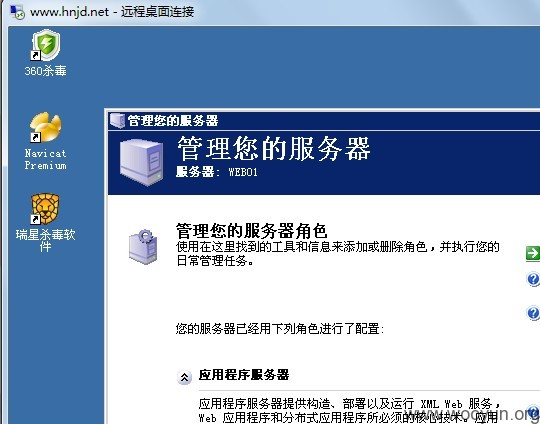 www.hnjd.net - 远程桌面连接
360杀毒
Navicat
Premium
瑞星杀毒软
件
管理您的服务器
管理您的服务器
服务器: WEB01
管理您的服务器角色
使用在这里找到的工具和信息来添加或删除角色，并执行您的
日常管理任务。
您的服务器已经用下列角色进行了配置:
应用程序服务器
应用程序服务器提供构造、部署以及运行 XML Web 服务，
Web 应用程序和分布式应用程序所必须的核心技术。应用
www.wooyun.org